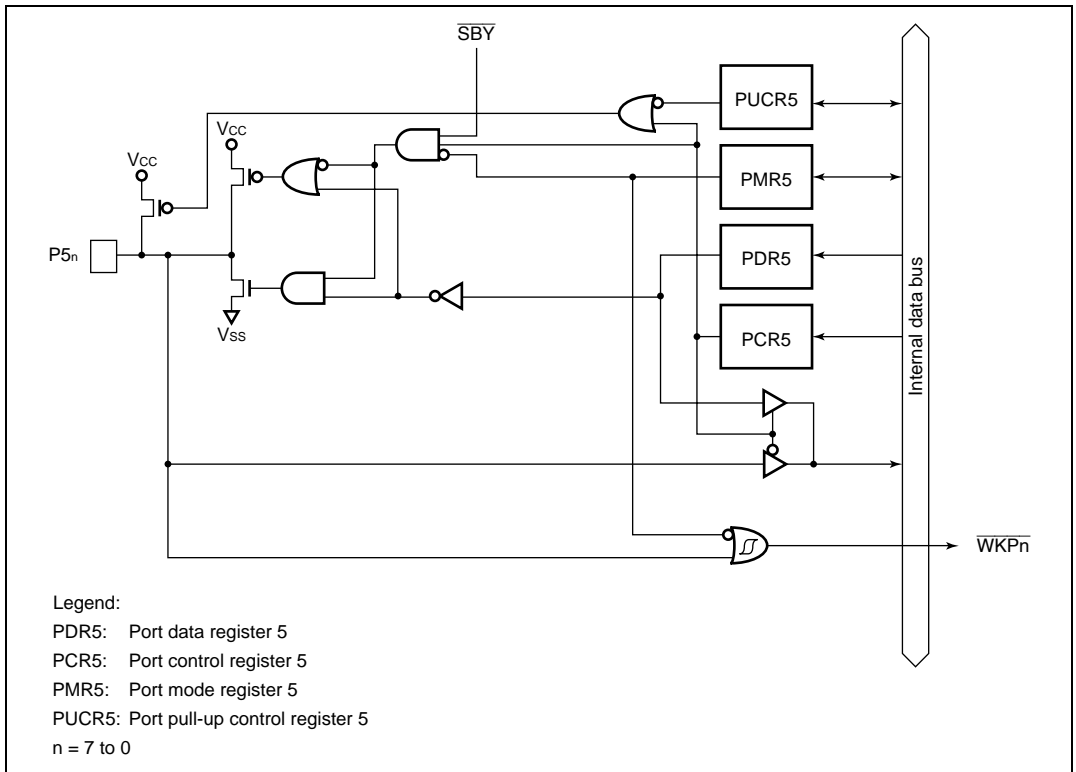 SBY
PUCR5
VCC
VCC
PMR5
P5n
PDR5
VSS
PCR5
Internal data bus
WKPn
Legend:
PDR5: Port data register 5
PCR5: Port control register 5
PMR5: Port mode register 5
PUCR5: Port pull-up control register 5
n = 7 to 0